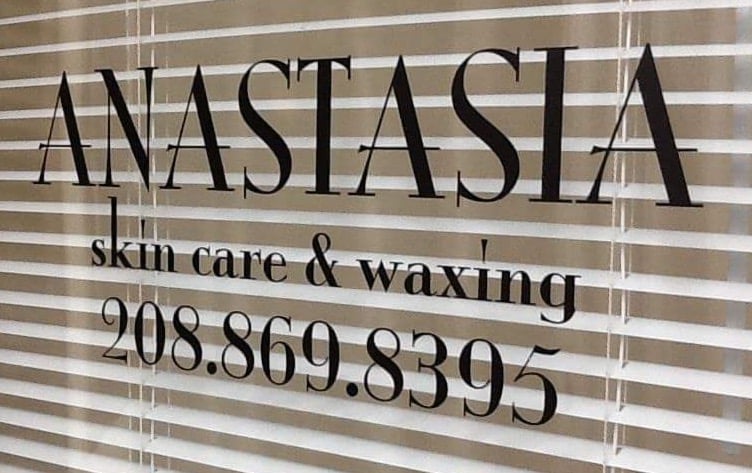 ANASTASIA
skin care & waxing
208.869.8395